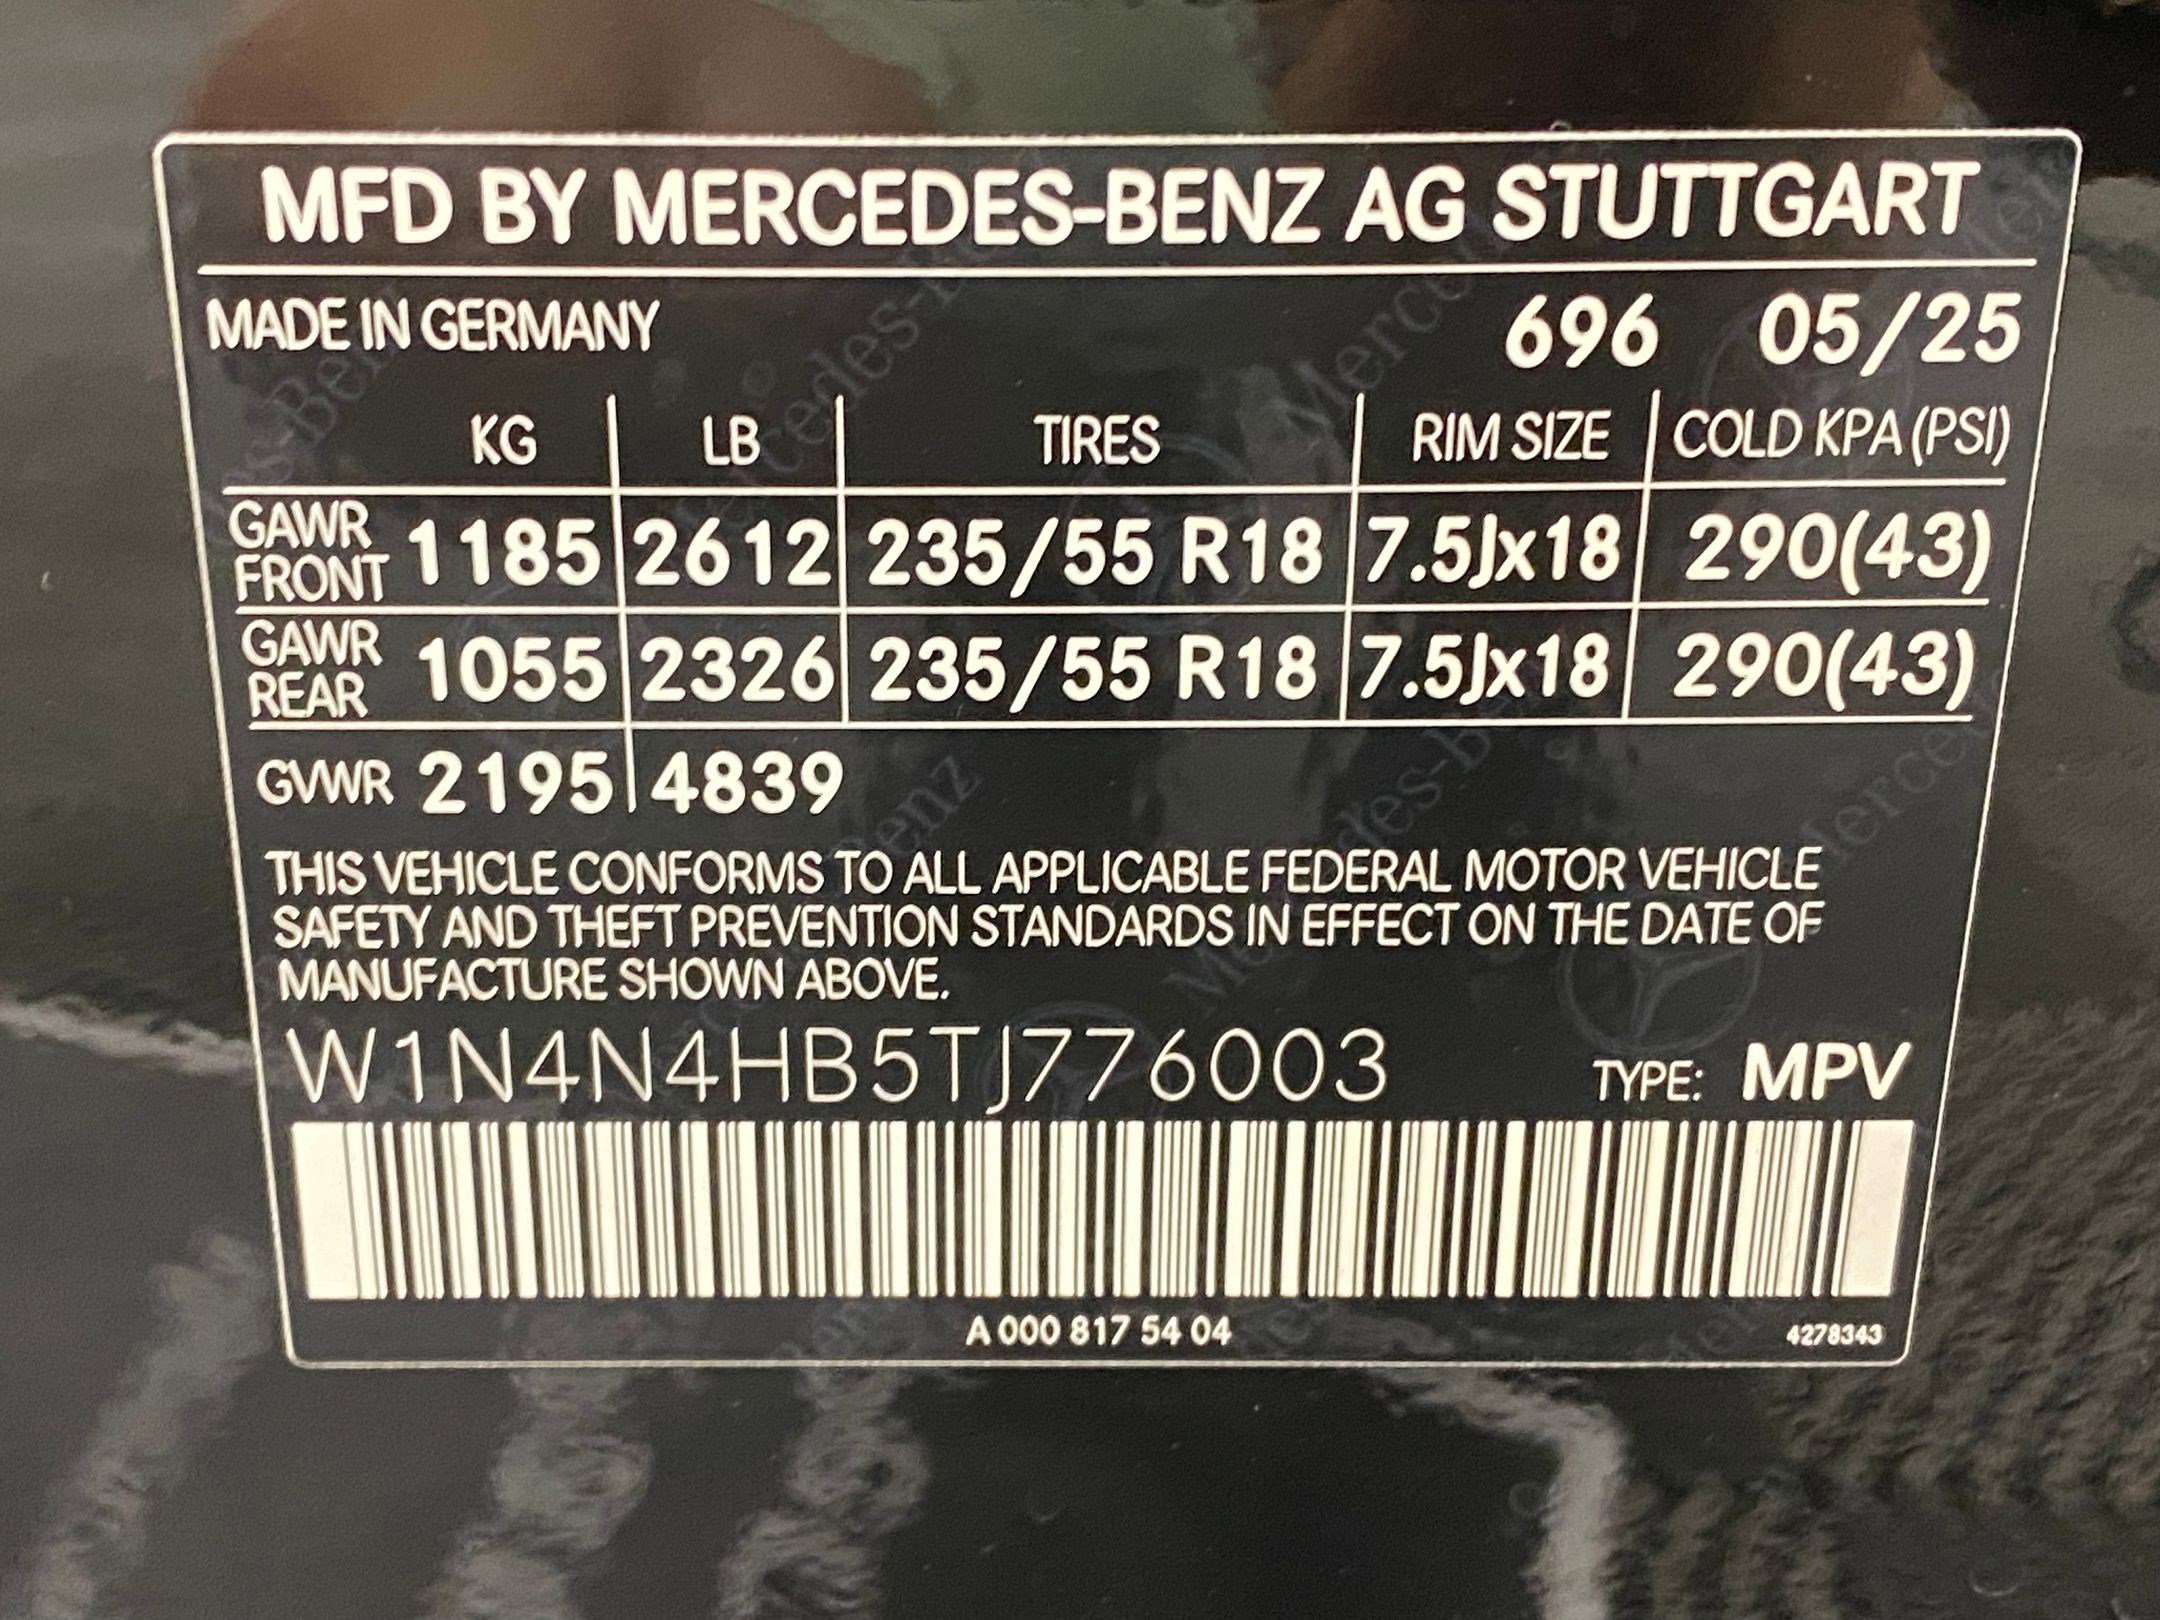 MFD BY MERCEDES-BENZ AG STUTTGART
MADE IN GERMANY 696 05/25
KG LB TIRES RIM SIZE COLD KPA (PSI)
GAWR FRONT 1185 2612 235/55 R18 7.5Jx18 290(43)
GAWR REAR 1055 2326 235/55 R18 7.5Jx18 290(43)
GVWR 2195 4839
THIS VEHICLE CONFORMS TO ALL APPLICABLE FEDERAL MOTOR VEHICLE
SAFETY AND THEFT PREVENTION STANDARDS IN EFFECT ON THE DATE OF
MANUFACTURE SHOWN ABOVE.
W1N4N4HB5TJ776003 TYPE: MPV
A 000 817 54 04 4278343